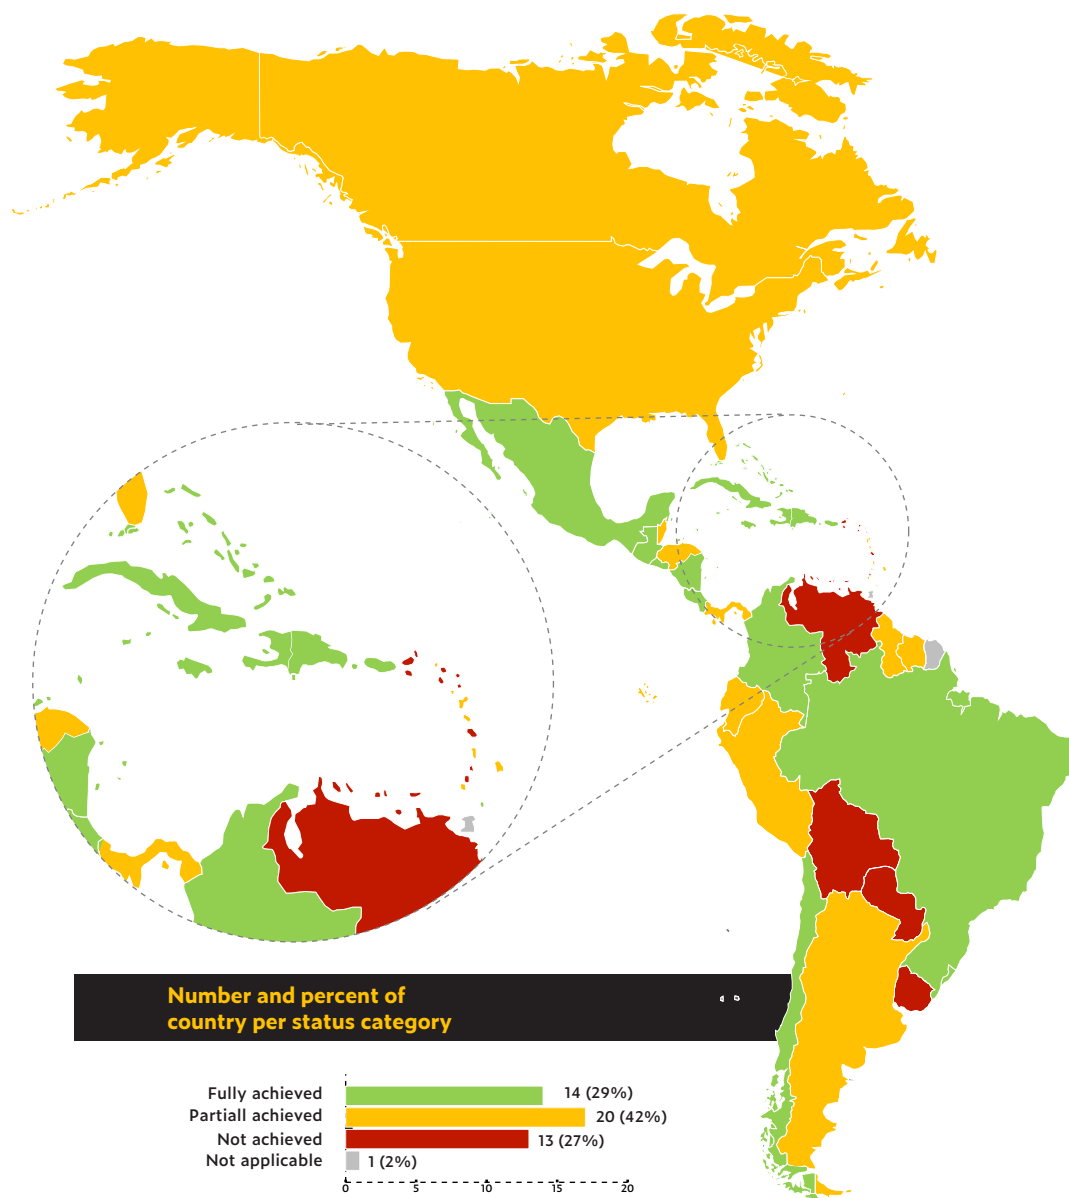 Number and percent of
country per status category
Fully achieved 14 (29%)
Partiall achieved 20 (42%)
Not achieved 13 (27%)
Not applicable 1 (2%)
0 5 10 15 20